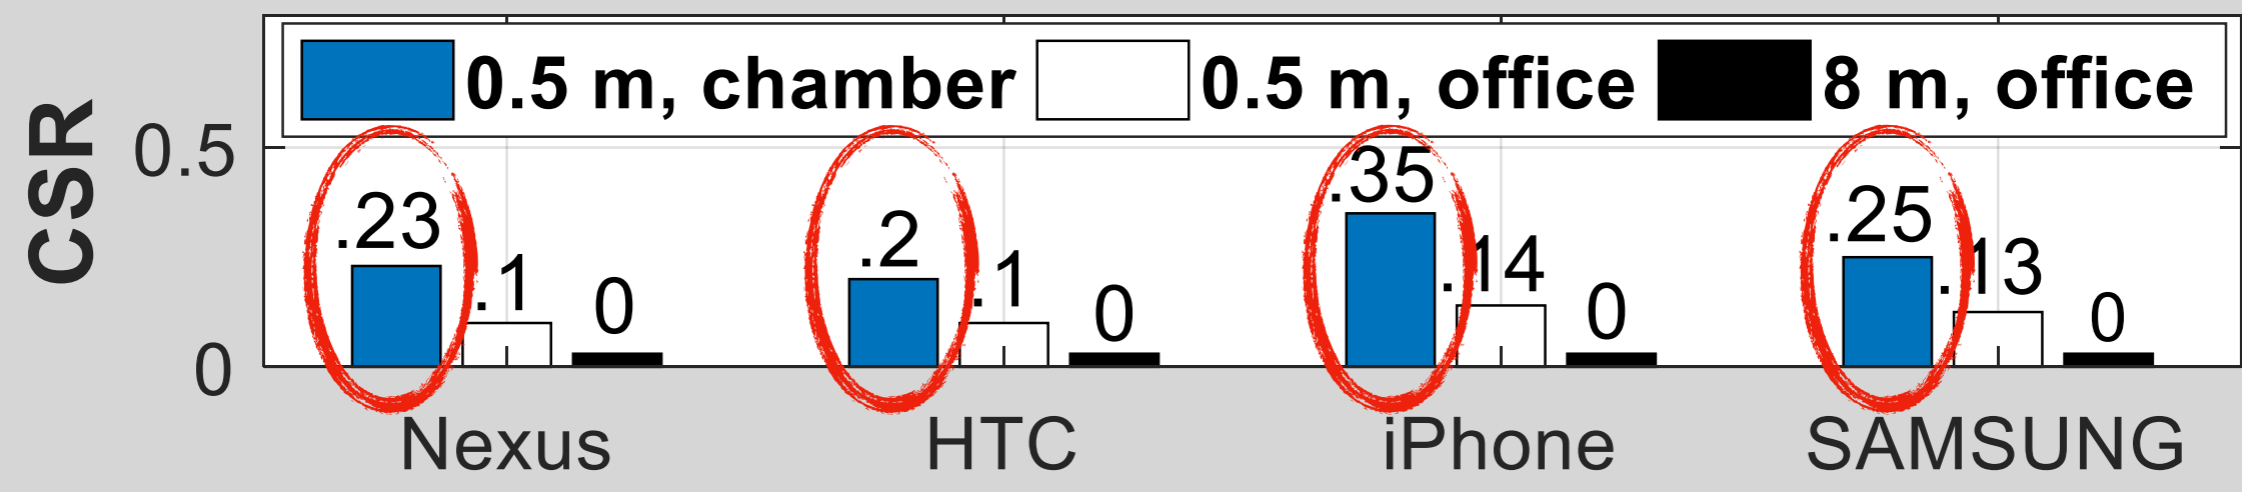 CSR
0.5 m, chamber 0.5 m, office 8 m, office
0.5
0
.23 .1 0 .2 .1 0 .35 .14 0 .25 .13 0
Nexus HTC iPhone SAMSUNG